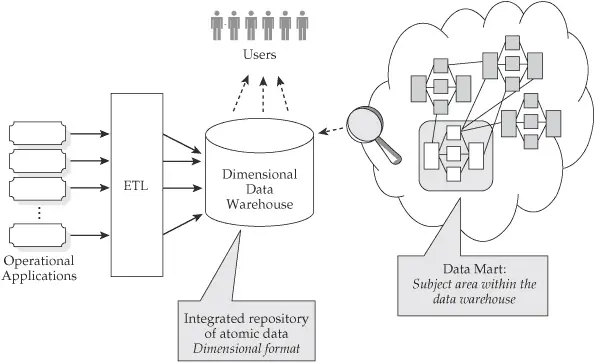 Users
ETL
Dimensional
Data
Warehouse
Operational
Applications
Integrated repository
of atomic data
Dimensional format
Data Mart:
Subject area within the
data warehouse